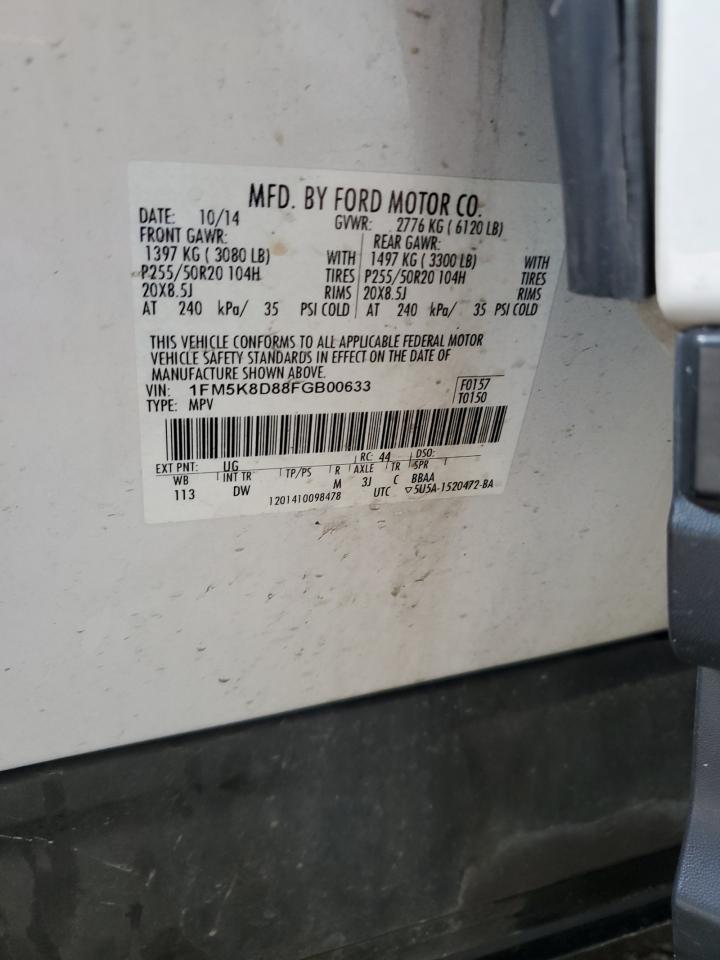 MFD. BY FORD MOTOR CO.
DATE: 10/14 GVWR: 2776 KG ( 6120 LB)
FRONT GAWR: REAR GAWR:
1397 KG ( 3080 LB) WITH 1497 KG ( 3300 LB) WITH
P255/50R20 104H TIRES P255/50R20 104H TIRES
20X8.5J RIMS 20X8.5J RIMS
AT 240 kPa/ 35 PSI COLD AT 240 kPa/ 35 PSI COLD
THIS VEHICLE CONFORMS TO ALL APPLICABLE FEDERAL MOTOR
VEHICLE SAFETY STANDARDS IN EFFECT ON THE DATE OF
MANUFACTURE SHOWN ABOVE.
VIN: 1FM5K8D88FGB00633 F0157
TYPE: MPV T0150
EXT PNT: UG RC: 44 DSO:
WB INT TR TP/PS R AXLE TR SPR
113 DW M 3J C BBAA
1201410098478 UTC ▽5U5A-1520472-BA